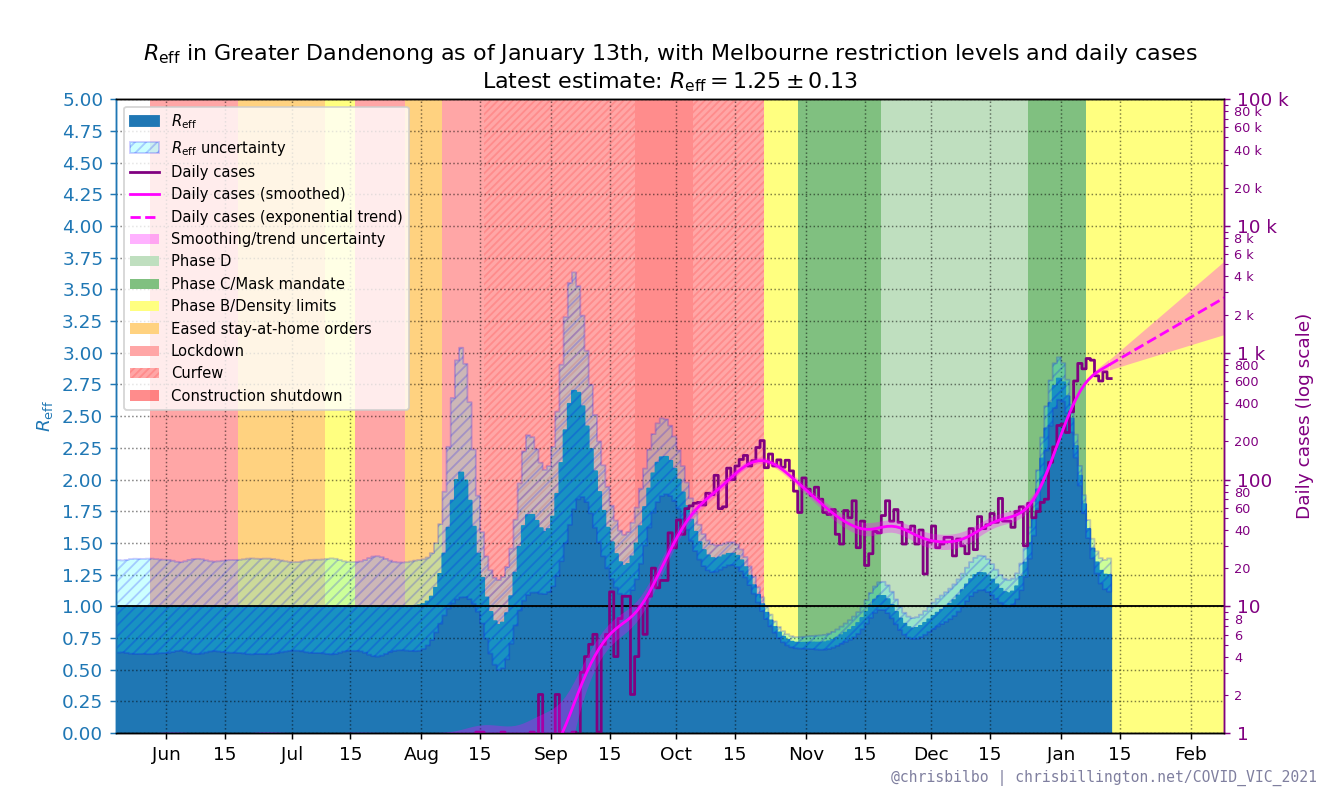 Reff in Greater Dandenong as of January 13th, with Melbourne restriction levels and daily cases
Latest estimate: Reff = 1.25 ± 0.13
5.00
4.75
4.50
4.25
4.00
3.75
3.50
3.25
3.00
2.75
2.50
2.25
2.00
1.75
1.50
1.25
1.00
0.75
0.50
0.25
0.00
Reff
Reff
Reff uncertainty
Daily cases
Daily cases (smoothed)
Daily cases (exponential trend)
Smoothing/trend uncertainty
Phase D
Phase C/Mask mandate
Phase B/Density limits
Eased stay-at-home orders
Lockdown
Curfew
Construction shutdown
100 k
80 k
60 k
40 k
20 k
10 k
8 k
6 k
4 k
2 k
1 k
800
600
400
200
100
80
60
40
20
10
8
6
4
2
1
Daily cases (log scale)
Jun 15 Jul 15 Aug 15 Sep 15 Oct 15 Nov 15 Dec 15 Jan 15 Feb
@chrisbilbo | chrisbillington.net/COVID_VIC_2021